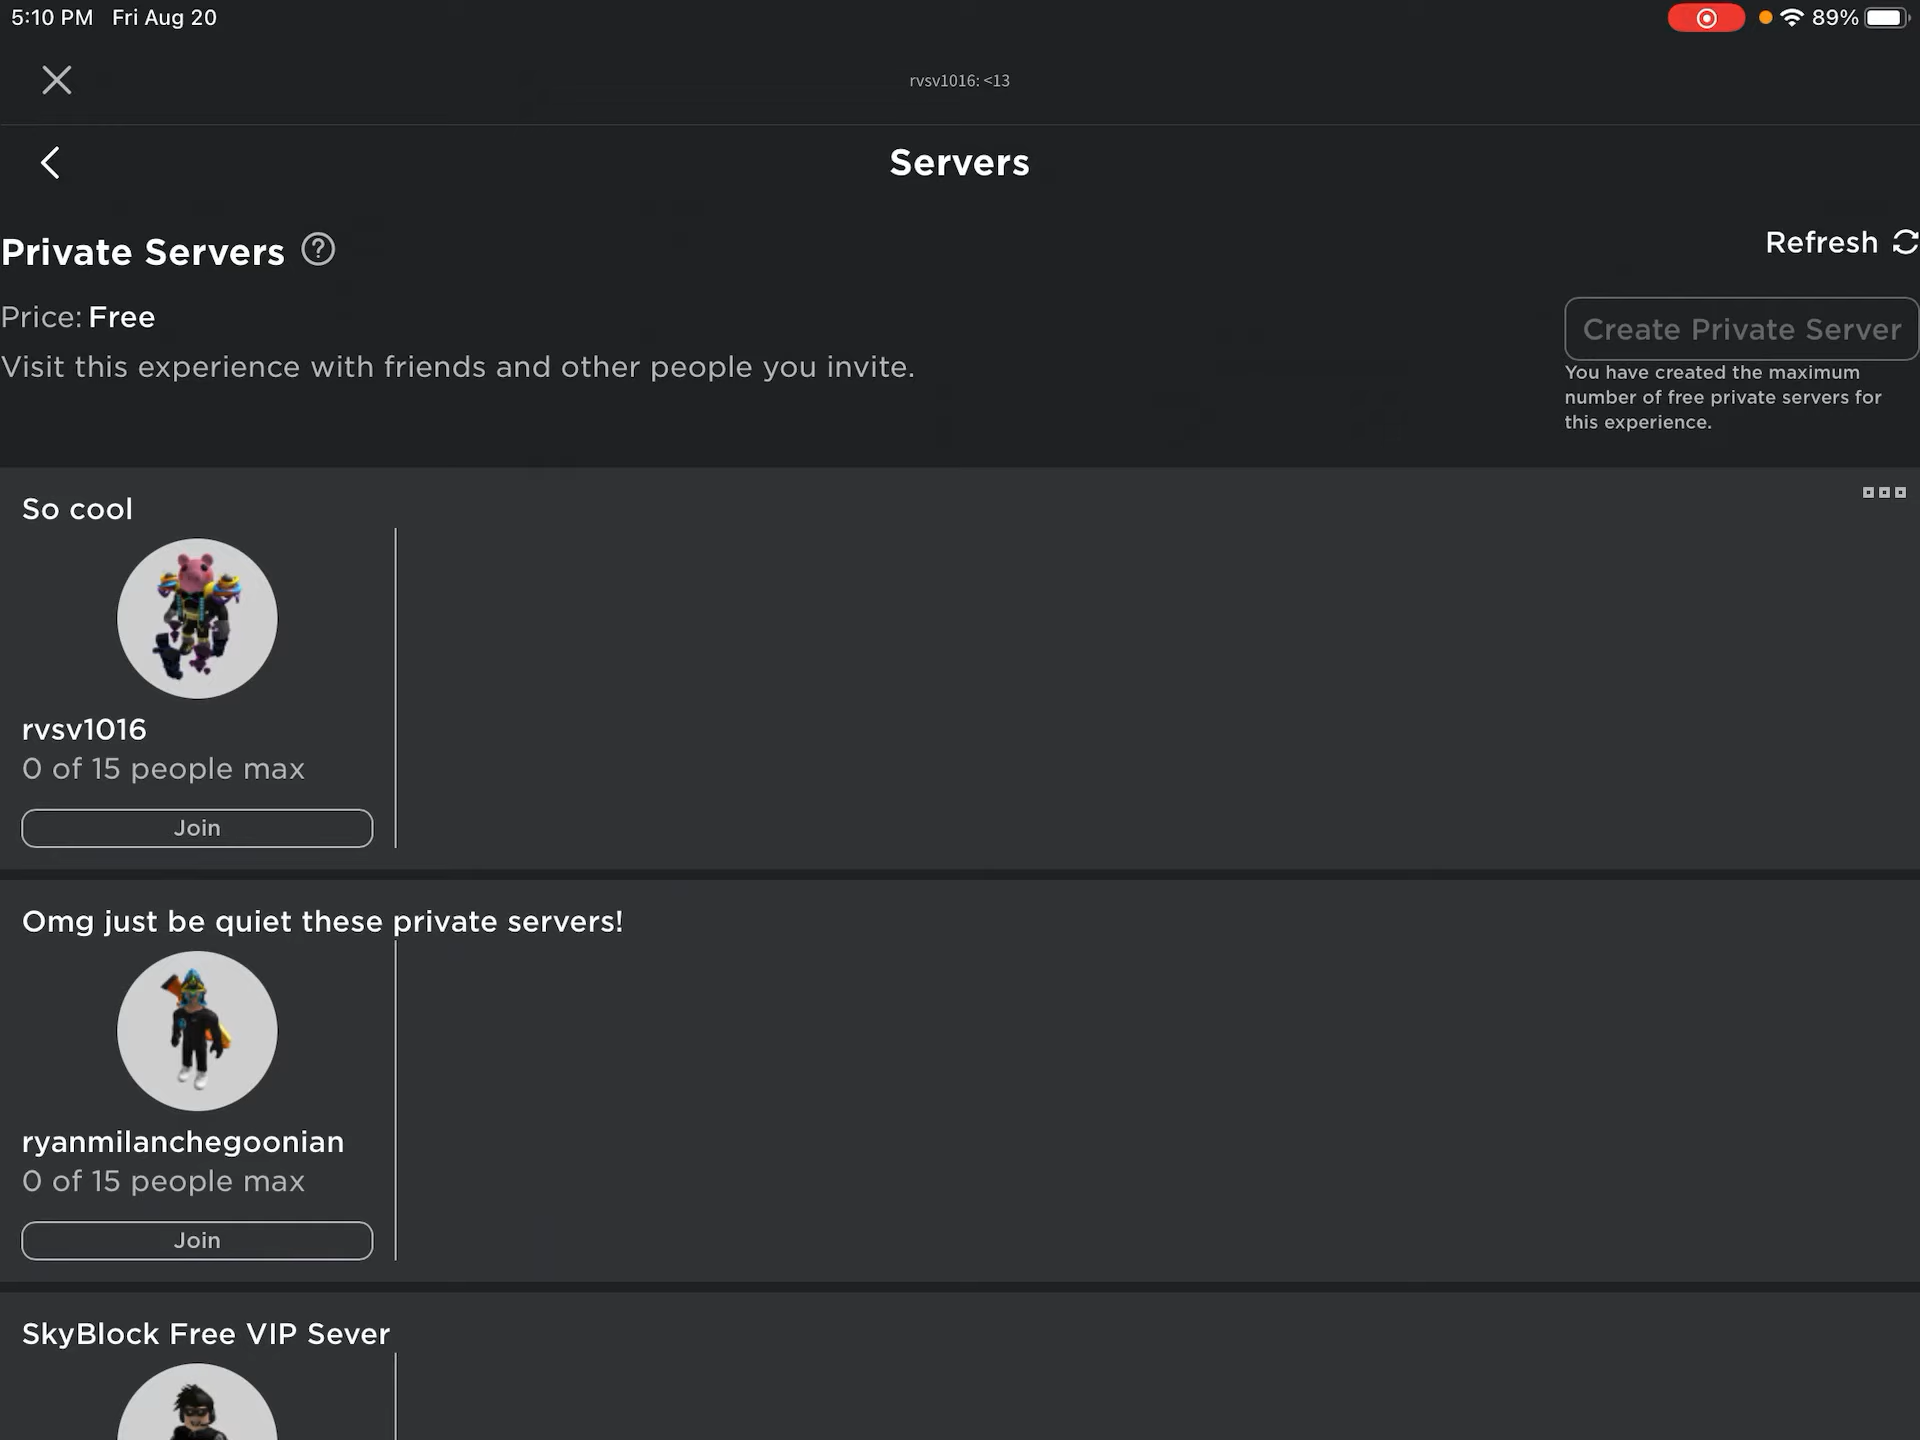 5:10 PM Fri Aug 20
89%
rvsv1016: <13
Servers
Private Servers
Refresh
Price: Free
Create Private Server
Visit this experience with friends and other people you invite.
You have created the maximum
number of free private servers for
this experience.
So cool
rvsv1016
0 of 15 people max
Join
Omg just be quiet these private servers!
ryanmilanchegoonian
0 of 15 people max
Join
SkyBlock Free VIP Sever